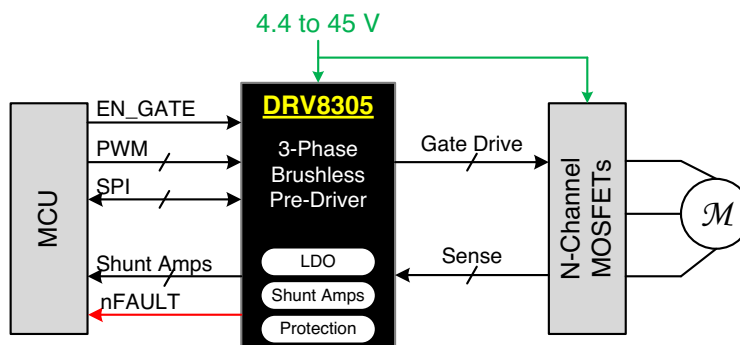 4.4 to 45 V
DRV8305
3-Phase
Brushless
Pre-Driver
LDO
Shunt Amps
Protection
MCU
EN_GATE
PWM
SPI
Shunt Amps
nFAULT
Gate Drive
Sense
N-Channel
MOSFETs
M